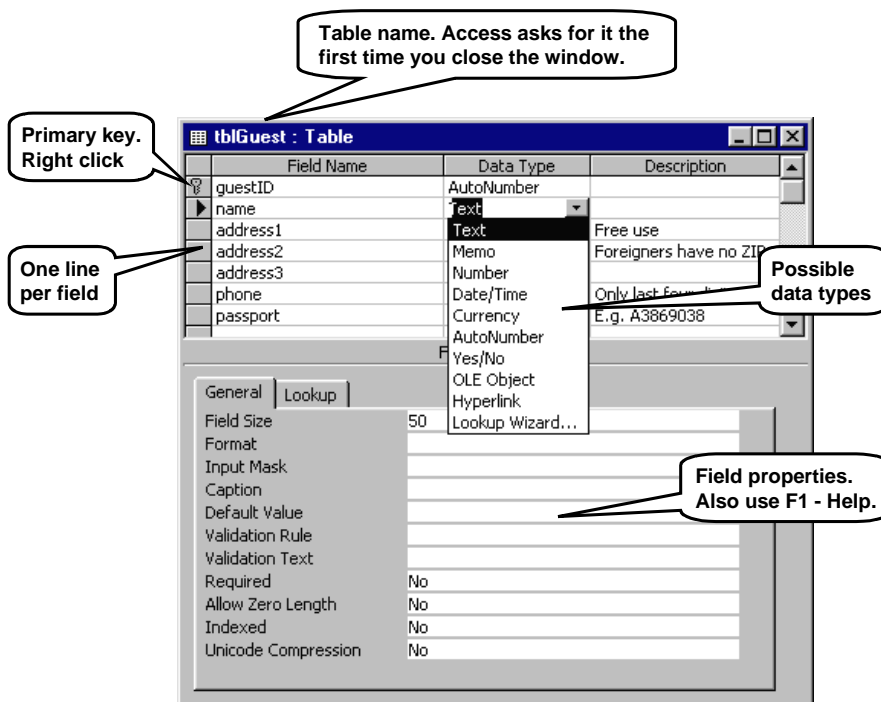 Table name. Access asks for it the
first time you close the window.
Primary key.
Right click
tblGuest : Table
Field Name Data Type Description
guestID AutoNumber
name Text
address1 Free use
address2 Foreigners have no ZIP
address3
phone Only last four
passport E.g. A3869038
Text
Memo
Number
Date/Time
Currency
AutoNumber
Yes/No
OLE Object
Hyperlink
Lookup Wizard...
One line
per field
Possible
data types
F
General Lookup
Field Size 50
Format
Input Mask
Caption
Default Value
Validation Rule
Validation Text
Required No
Allow Zero Length No
Indexed No
Unicode Compression No
Field properties.
Also use F1 - Help.